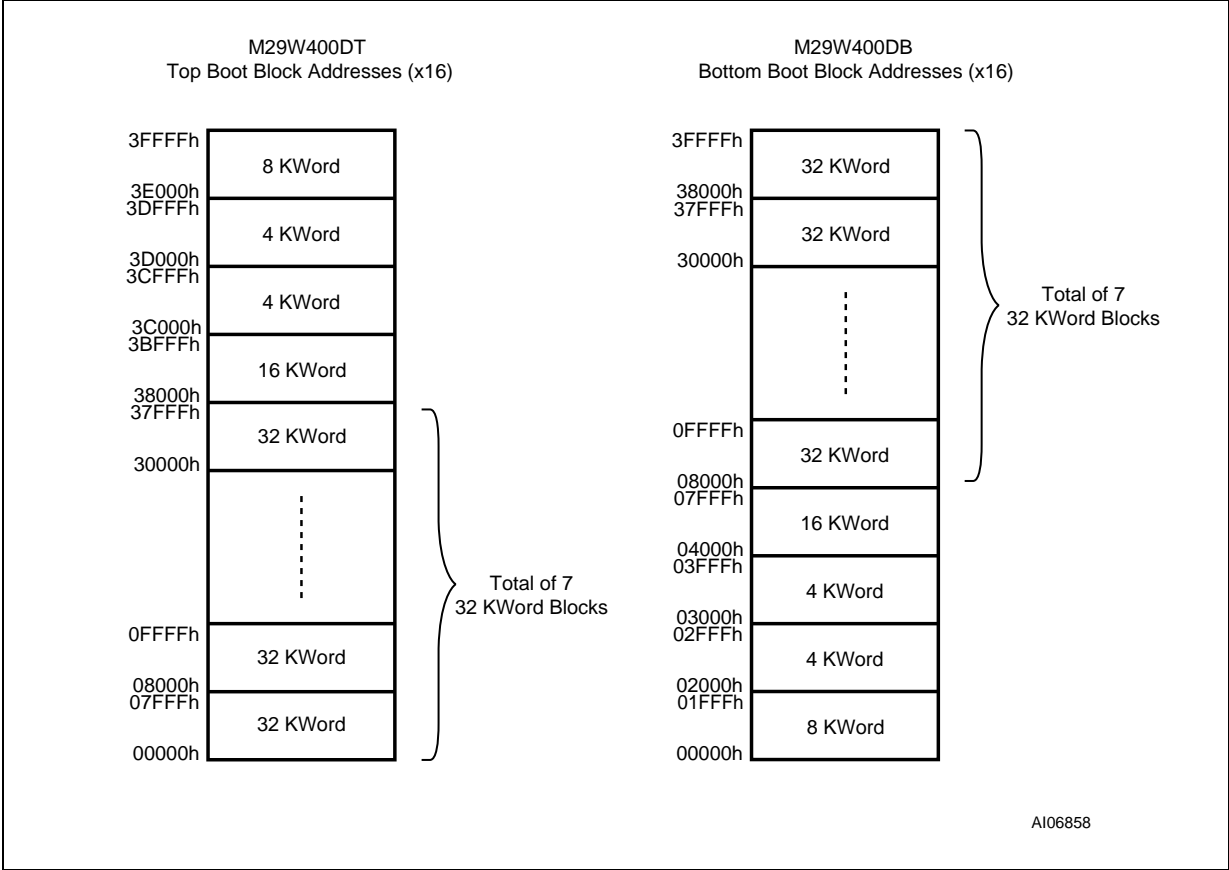 M29W400DT
Top Boot Block Addresses (x16)
3FFFFh
8 KWord
3E000h
3DFFFh
4 KWord
3D000h
3CFFFh
4 KWord
3C000h
3BFFFh
16 KWord
38000h
37FFFh
32 KWord
30000h
Total of 7
32 KWord Blocks
0FFFFh
32 KWord
08000h
07FFFh
32 KWord
00000h
M29W400DB
Bottom Boot Block Addresses (x16)
3FFFFh
32 KWord
38000h
37FFFh
32 KWord
30000h
Total of 7
32 KWord Blocks
0FFFFh
32 KWord
08000h
07FFFh
16 KWord
04000h
03FFFh
4 KWord
03000h
02FFFh
4 KWord
02000h
01FFFh
8 KWord
00000h
AI06858